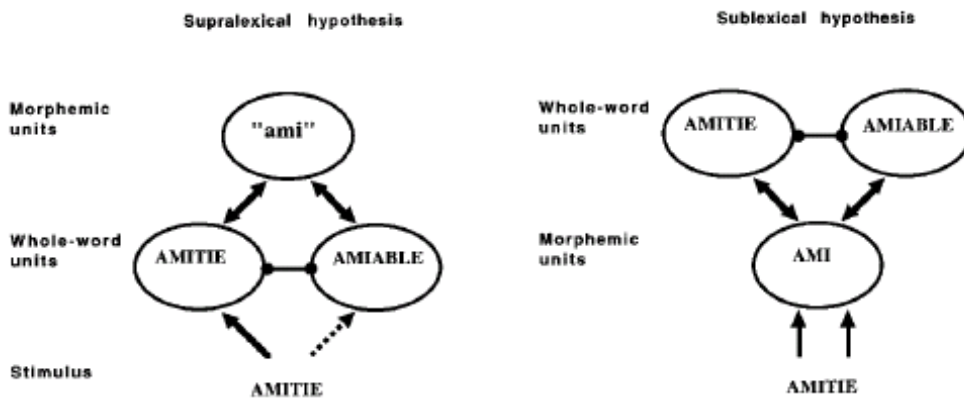 Supralexical hypothesis
Morphemic
units
"ami"
Whole-word
units
AMITIE
AMIABLE
Stimulus
AMITIE
Sublexical hypothesis
Whole-word
units
AMITIE
AMIABLE
Morphemic
units
AMI
AMITIE